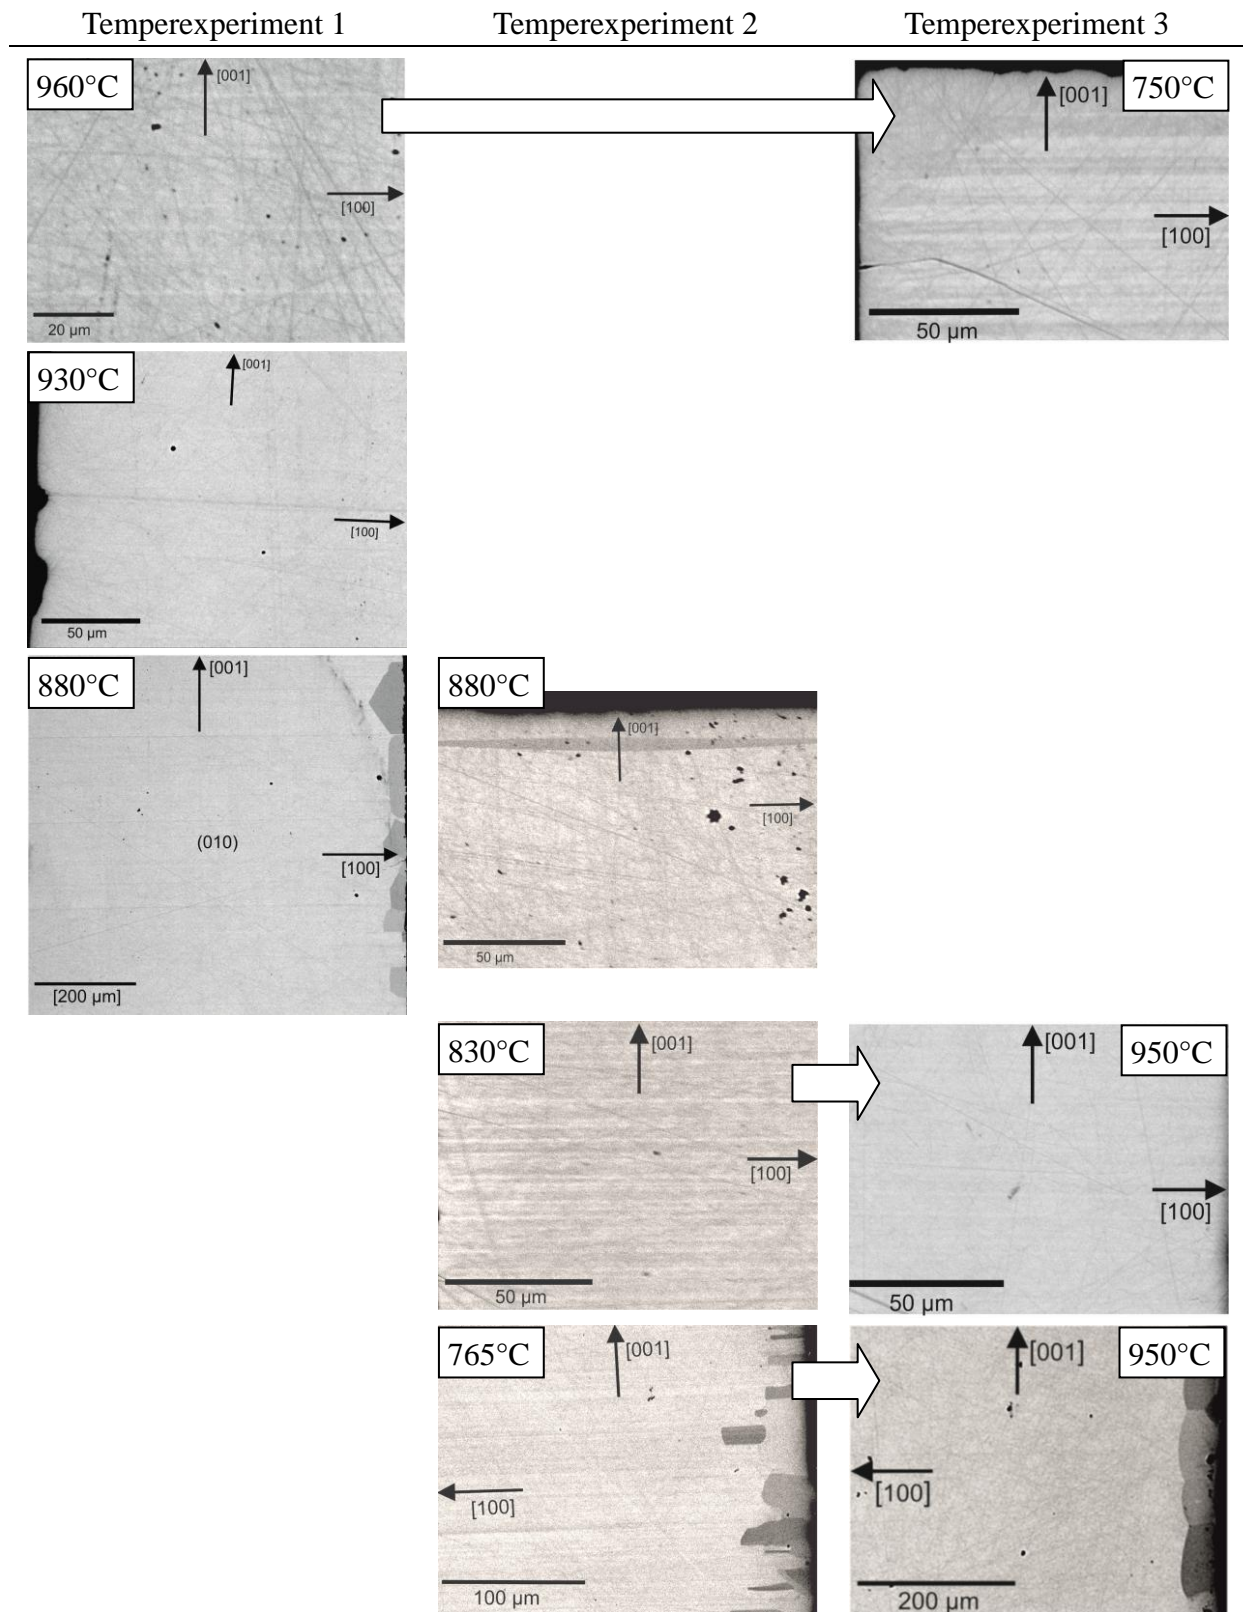 Temperexperiment 1 Temperexperiment 2 Temperexperiment 3
960°C
[001]
[100]
20 µm
750°C
[001]
[100]
50 µm
930°C
[001]
[100]
50 µm
880°C
[001]
(010)
[100]
[200 µm]
880°C
[001]
[100]
50 µm
830°C
[001]
[100]
50 µm
950°C
[001]
[100]
50 µm
765°C
[001]
[100]
100 µm
950°C
[001]
[100]
200 µm